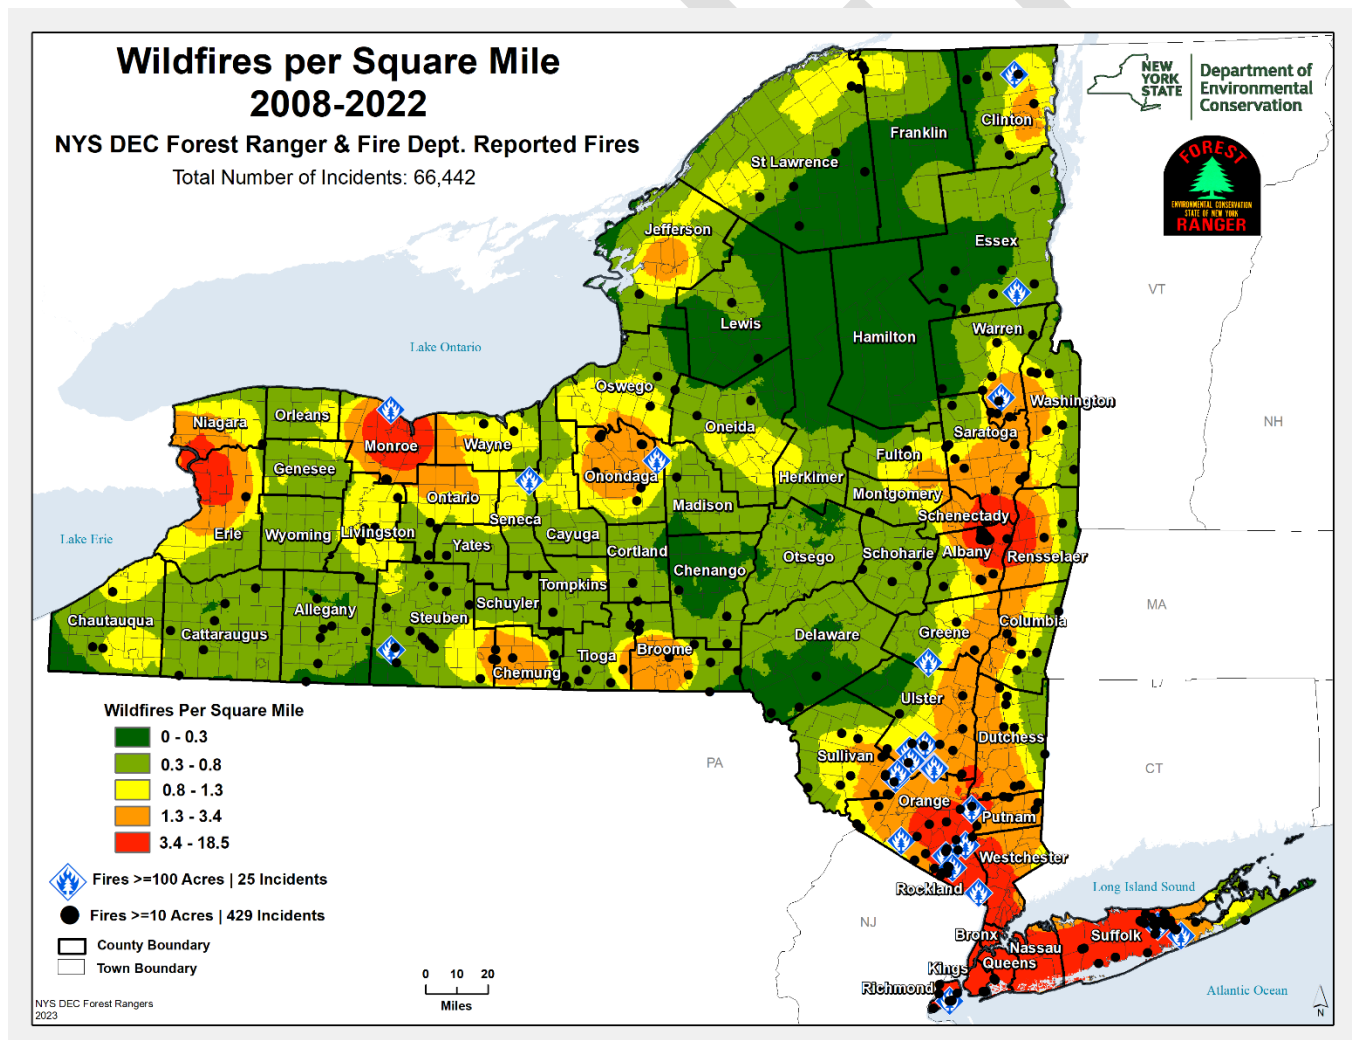 Wildfires per Square Mile
2008-2022
NYS DEC Forest Ranger & Fire Dept. Reported Fires
Total Number of Incidents: 66,442
NEW
YORK
STATE
Department of
Environmental
Conservation
FOREST
ENVIRONMENTAL CONSERVATION
STATE OF NEW YORK
RANGER
Clinton
Franklin
St Lawrence
Jefferson
Essex
VT
Lewis
Warren
Hamilton
Lake Ontario
Oswego
Washington
Orleans
Niagara
NH
Oneida
Saratoga
Monroe
Wayne
Fulton
Genesee
Onondaga
Herkimer
Ontario
Montgomery
Madison
Seneca
Schenectady
Livingston
Erie
Wyoming
Cayuga
Lake Erie
Yates
Cortland
Otsego
Schoharie
Albany
Rensselaer
Chenango
Tompkins
Schuyler
MA
Allegany
Steuben
Chautauqua
Columbia
Cattaraugus
Delaware
Greene
Broome
Tioga
Chemung
Ulster
Wildfires Per Square Mile
0 - 0.3
0.3 - 0.8
0.8 - 1.3
1.3 - 3.4
3.4 - 18.5
Dutchess
Sullivan
PA
CT
Orange
Putnam
Westchester
Fires >=100 Acres | 25 Incidents
Rockland
Long Island Sound
Fires >=10 Acres | 429 Incidents
NJ
Bronx
Suffolk
County Boundary
Nassau
Town Boundary
Queens
Kings
0 10 20
Miles
Richmond
Atlantic Ocean
NYS DEC Forest Rangers
2023
N